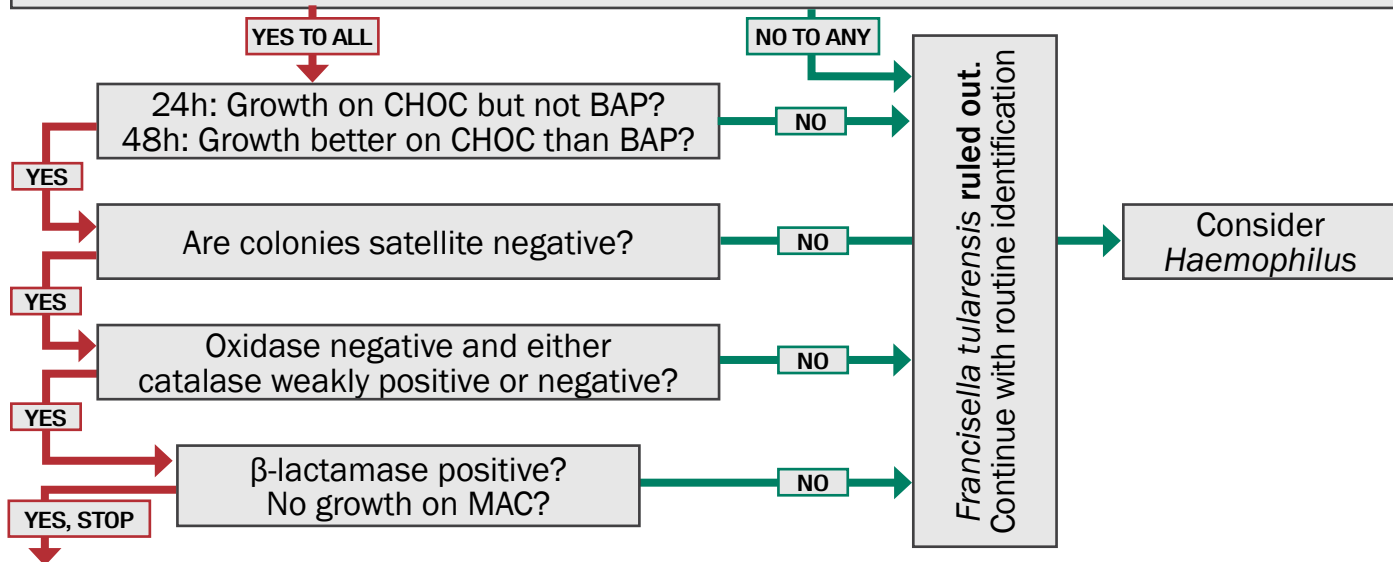 YES TO ALL
NO TO ANY
24h: Growth on CHOC but not BAP?
48h: Growth better on CHOC than BAP?
NO
YES
Are colonies satellite negative?
NO
YES
Oxidase negative and either
catalase weakly positive or negative?
NO
YES
β-lactamase positive?
No growth on MAC?
NO
YES, STOP
Francisella tularensis ruled out.
Continue with routine identification
Consider
Haemophilus